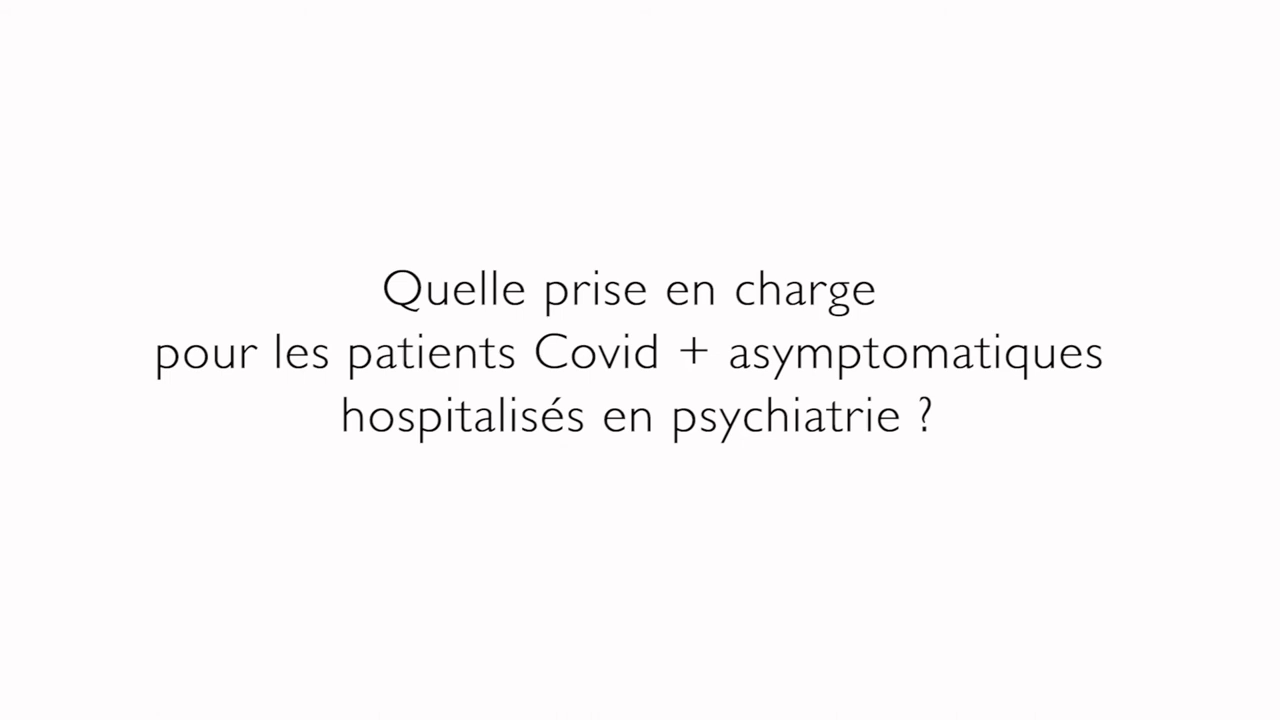 Quelle prise en charge
pour les patients Covid + asymptomatiques
hospitalisés en psychiatrie ?